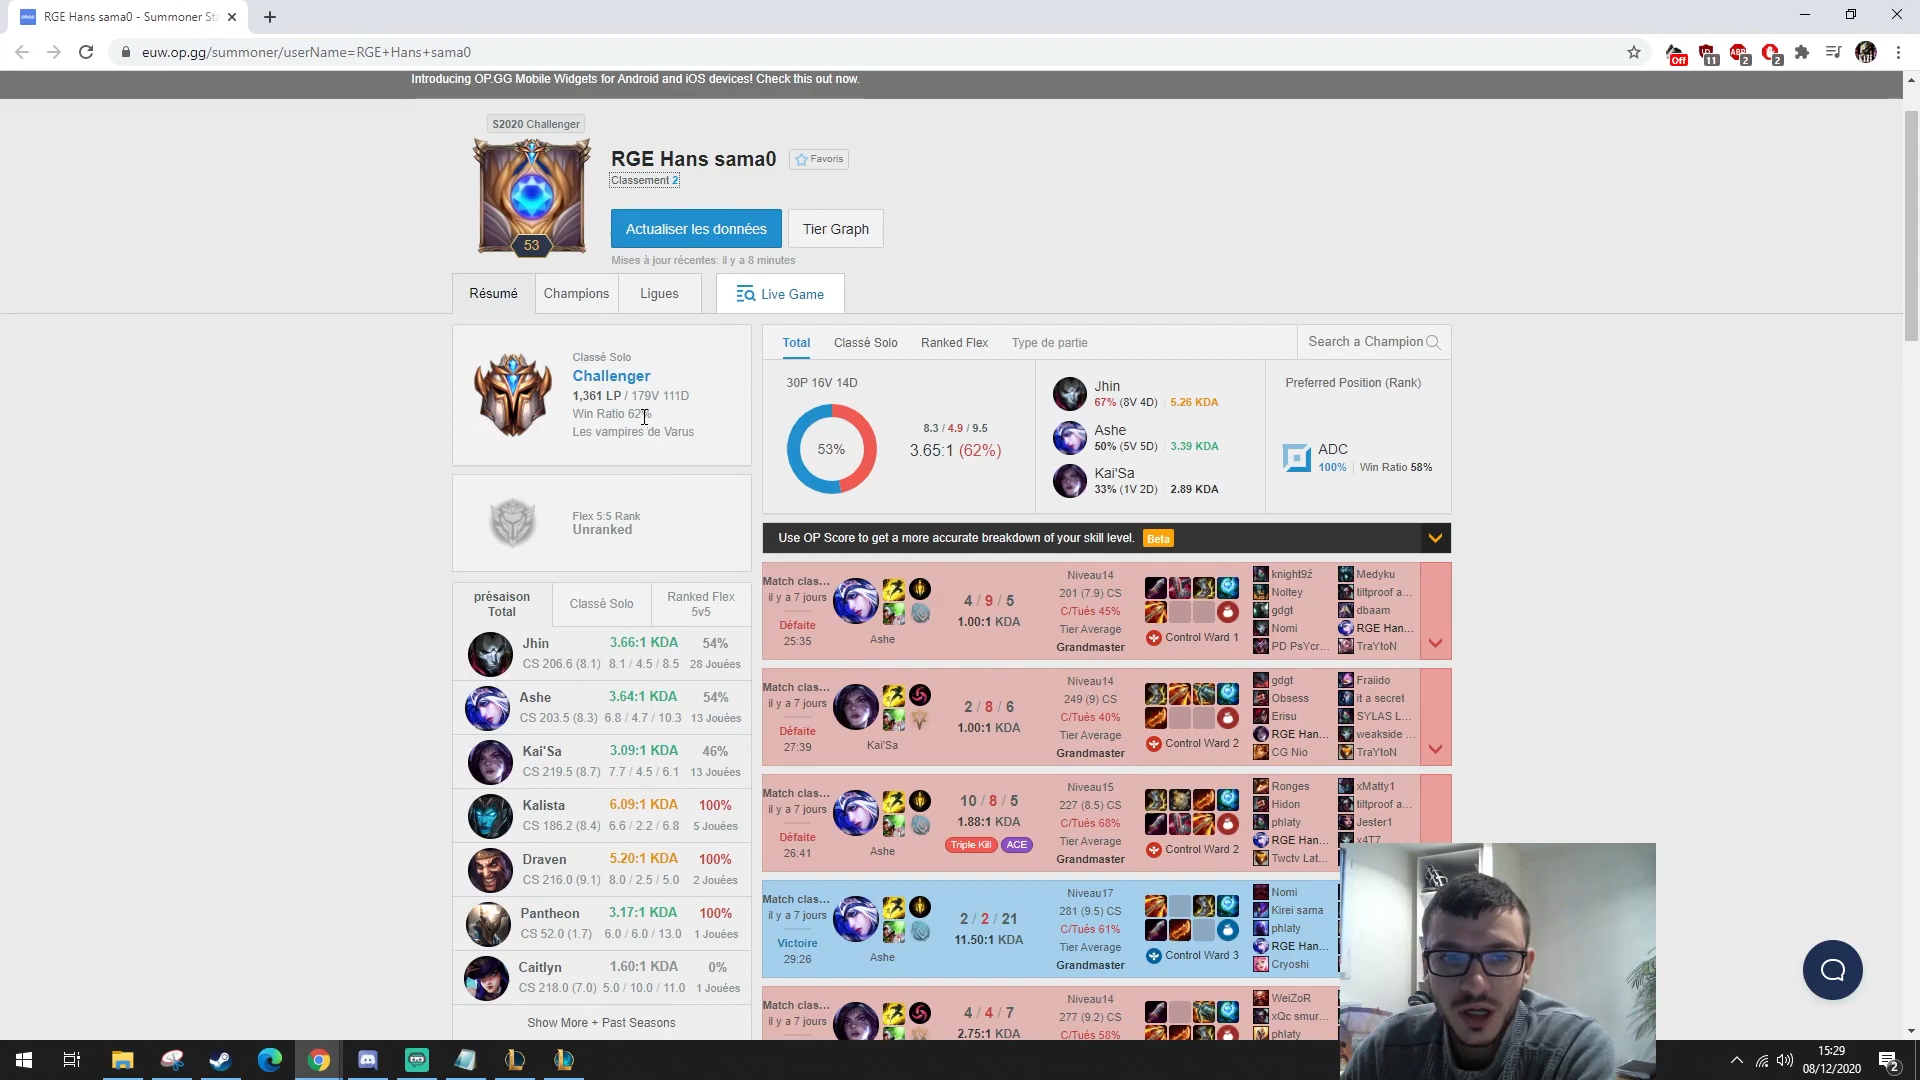 RGE Hans sama0 - Summoner St
euw.op.gg/summoner/userName=RGE+Hans+sama0
Off
11
2
2
Introducing OP.GG Mobile Widgets for Android and iOS devices! Check this out now.
S2020 Challenger
53
RGE Hans sama0
Favoris
Classement 2
Actualiser les données
Tier Graph
Mises à jour récentes: il y a 8 minutes
Résumé
Champions
Ligues
Live Game
Classé Solo
Challenger
1,361 LP / 179V 111D
Win Ratio 62%
Les vampires de Varus
Flex 5:5 Rank
Unranked
présaison
Total
Classé Solo
Ranked Flex
5v5
Jhin 3.66:1 KDA 54%
CS 206.6 (8.1) 8.1 / 4.5 / 8.5 28 Jouées
Ashe 3.64:1 KDA 54%
CS 203.5 (8.3) 6.8 / 4.7 / 10.3 13 Jouées
Kai'Sa 3.09:1 KDA 46%
CS 219.5 (8.7) 7.7 / 4.5 / 6.1 13 Jouées
Kalista 6.09:1 KDA 100%
CS 186.2 (8.4) 6.6 / 2.2 / 6.8 5 Jouées
Draven 5.20:1 KDA 100%
CS 216.0 (9.1) 8.0 / 2.5 / 5.0 2 Jouées
Pantheon 3.17:1 KDA 100%
CS 52.0 (1.7) 6.0 / 6.0 / 13.0 1 Jouées
Caitlyn 1.60:1 KDA 0%
CS 218.0 (7.0) 5.0 / 10.0 / 11.0 1 Jouées
Show More + Past Seasons
Total
Classé Solo
Ranked Flex
Type de partie
Search a Champion
30P 16V 14D
53%
8.3 / 4.9 / 9.5
3.65:1 (62%)
Jhin
67% (8V 4D) 5.26 KDA
Ashe
50% (5V 5D) 3.39 KDA
Kai'Sa
33% (1V 2D) 2.89 KDA
Preferred Position (Rank)
ADC
100% Win Ratio 58%
Use OP Score to get a more accurate breakdown of your skill level. Beta
Match clas...
il y a 7 jours
Défaite
25:35
Ashe
4 / 9 / 5
1.00:1 KDA
Niveau14
201 (7.9) CS
C/Tués 45%
Tier Average
Grandmaster
Control Ward 1
knight9ź
Noltey
gdgt
Nomi
PD PsYcr...
Medyku
tiltproof a...
dbaam
RGE Han...
TraYtoN
Match clas...
il y a 7 jours
Défaite
27:39
Kai'Sa
2 / 8 / 6
1.00:1 KDA
Niveau14
249 (9) CS
C/Tués 40%
Tier Average
Grandmaster
Control Ward 2
gdgt
Obsess
Erisu
RGE Han...
CG Nio
Fraiido
it a secret
SYLAS L...
weakside ...
TraYtoN
Match clas...
il y a 7 jours
Défaite
26:41
Ashe
10 / 8 / 5
1.88:1 KDA
Triple Kill ACE
Niveau15
227 (8.5) CS
C/Tués 68%
Tier Average
Grandmaster
Control Ward 2
Ronges
Hidon
phlaty
RGE Han...
Twctv Lat...
xMatty1
tiltproof a...
Jester1
x4T7
Match clas...
il y a 7 jours
Victoire
29:26
Ashe
2 / 2 / 21
11.50:1 KDA
Niveau17
281 (9.5) CS
C/Tués 61%
Tier Average
Grandmaster
Control Ward 3
Nomi
Kirei sama
phlaty
RGE Han...
Cryoshi
Match clas...
il y a 7 jours
4 / 4 / 7
2.75:1 KDA
Niveau14
277 (9.2) CS
C/Tués 58%
WeiZoR
xQc smur...
phlaty
15:29
08/12/2020
2